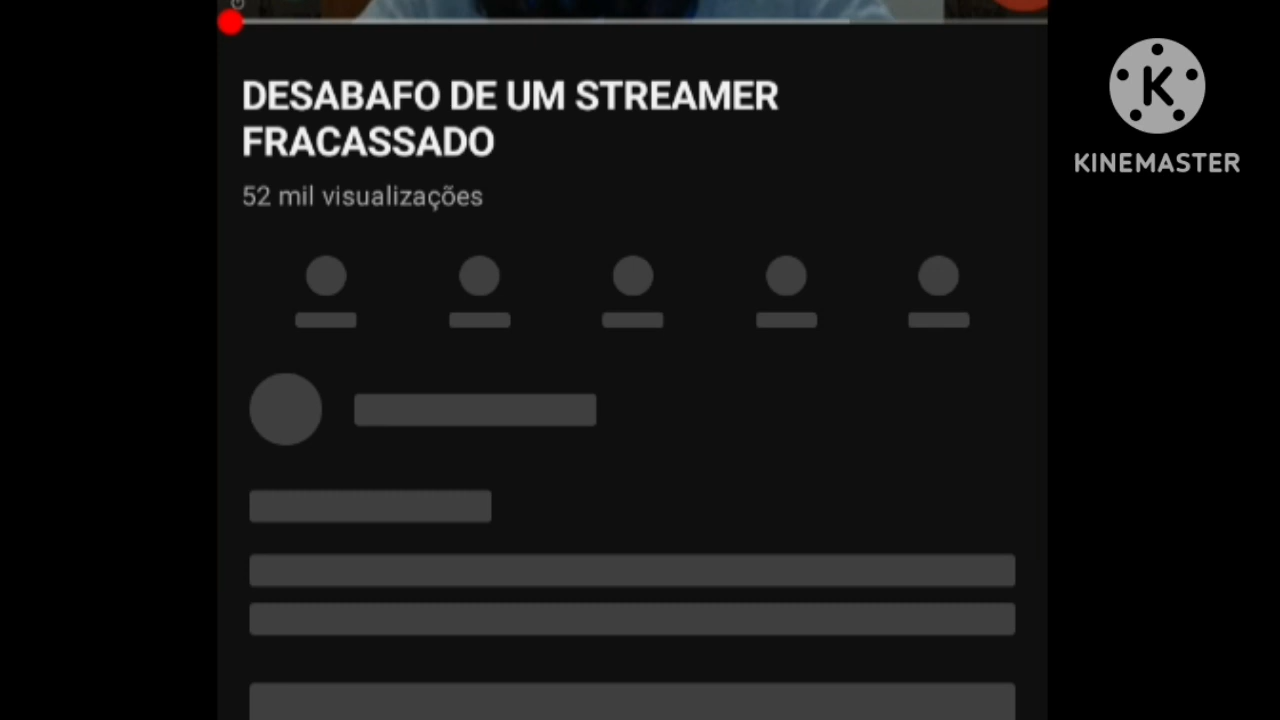 DESABAFO DE UM STREAMER
FRACASSADO
52 mil visualizações
KINEMASTER